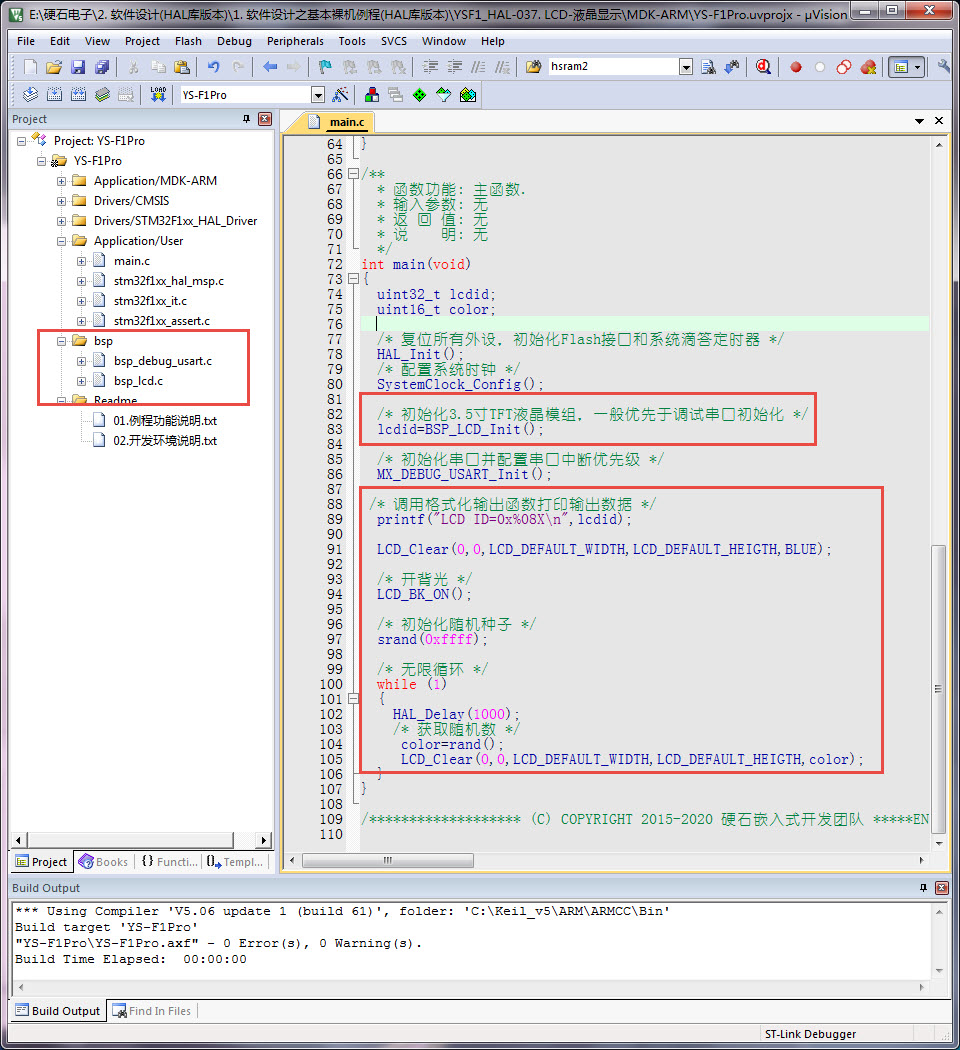 E:\硬石电子\2. 软件设计(HAL库版本)\1. 软件设计之基本裸机例程(HAL库版本)\YSF1_HAL-037. LCD-液晶显示\MDK-ARM\YS-F1Pro.uvprojx - µVision
File Edit View Project Flash Debug Peripherals Tools SVCS Window Help
hsram2
LOAD YS-F1Pro
Project
main.c
Project: YS-F1Pro
YS-F1Pro
Application/MDK-ARM
Drivers/CMSIS
Drivers/STM32F1xx_HAL_Driver
Application/User
main.c
stm32f1xx_hal_msp.c
stm32f1xx_it.c
stm32f1xx_assert.c
bsp
bsp_debug_usart.c
bsp_lcd.c
Readme
01.例程功能说明.txt
02.开发环境说明.txt
64 }
65
66 /**
67 * 函数功能: 主函数.
68 * 输入参数: 无
69 * 返 回 值: 无
70 * 说 明: 无
71 */
72 int main(void)
73 {
74 uint32_t lcdid;
75 uint16_t color;
76
77 /* 复位所有外设，初始化Flash接口和系统滴答定时器 */
78 HAL_Init();
79 /* 配置系统时钟 */
80 SystemClock_Config();
81
82 /* 初始化3.5寸TFT液晶模组，一般优先于调试串口初始化 */
83 lcdid=BSP_LCD_Init();
84
85 /* 初始化串口并配置串口中断优先级 */
86 MX_DEBUG_USART_Init();
87
88 /* 调用格式化输出函数打印输出数据 */
89 printf("LCD ID=0x%08X\n",lcdid);
90
91 LCD_Clear(0,0,LCD_DEFAULT_WIDTH,LCD_DEFAULT_HEIGTH,BLUE);
92
93 /* 开背光 */
94 LCD_BK_ON();
95
96 /* 初始化随机种子 */
97 srand(0xffff);
98
99 /* 无限循环 */
100 while (1)
101 {
102 HAL_Delay(1000);
103 /* 获取随机数 */
104 color=rand();
105 LCD_Clear(0,0,LCD_DEFAULT_WIDTH,LCD_DEFAULT_HEIGTH,color);
106 }
107 }
108
109 /******************* (C) COPYRIGHT 2015-2020 硬石嵌入式开发团队 *****EN
110
Project Books {} Functi... Templ...
Build Output
*** Using Compiler 'V5.06 update 1 (build 61)', folder: 'C:\Keil_v5\ARM\ARMCC\Bin'
Build target 'YS-F1Pro'
"YS-F1Pro\YS-F1Pro.axf" - 0 Error(s), 0 Warning(s).
Build Time Elapsed: 00:00:00
Build Output Find In Files
ST-Link Debugger